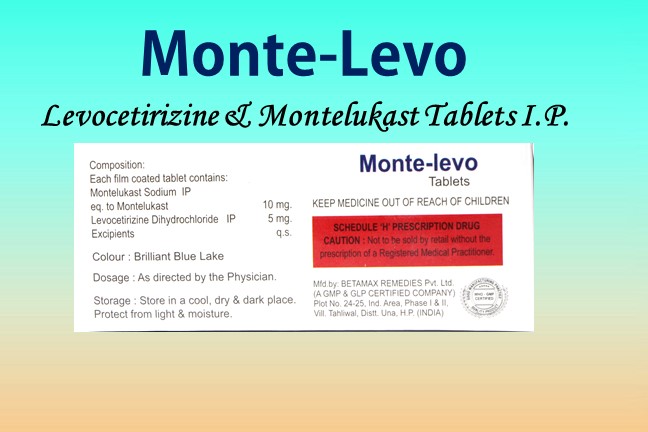 Monte-Levo
Levocetirizine & Montelukast Tablets I.P.
Composition:
Each film coated tablet contains:
Montelukast Sodium IP
eq. to Montelukast 10 mg.
Levocetirizine Dihydrochloride IP 5 mg.
Excipients q.s.
Colour : Brilliant Blue Lake
Dosage : As directed by the Physician.
Storage : Store in a cool, dry & dark place.
Protect from light & moisture.
Monte-levo
Tablets
KEEP MEDICINE OUT OF REACH OF CHILDREN
SCHEDULE 'H' PRESCRIPTION DRUG
CAUTION : Not to be sold by retail without the
prescription of a Registered Medical Practitioner.
Mfd.by: BETAMAX REMEDIES Pvt. Ltd.
(A GMP & GLP CERTIFIED COMPANY)
Plot No. 24-25, Ind. Area, Phase I & II,
Vill. Tahliwal, Distt. Una, H.P. (INDIA)
WHO - GMP
CERTIFIED